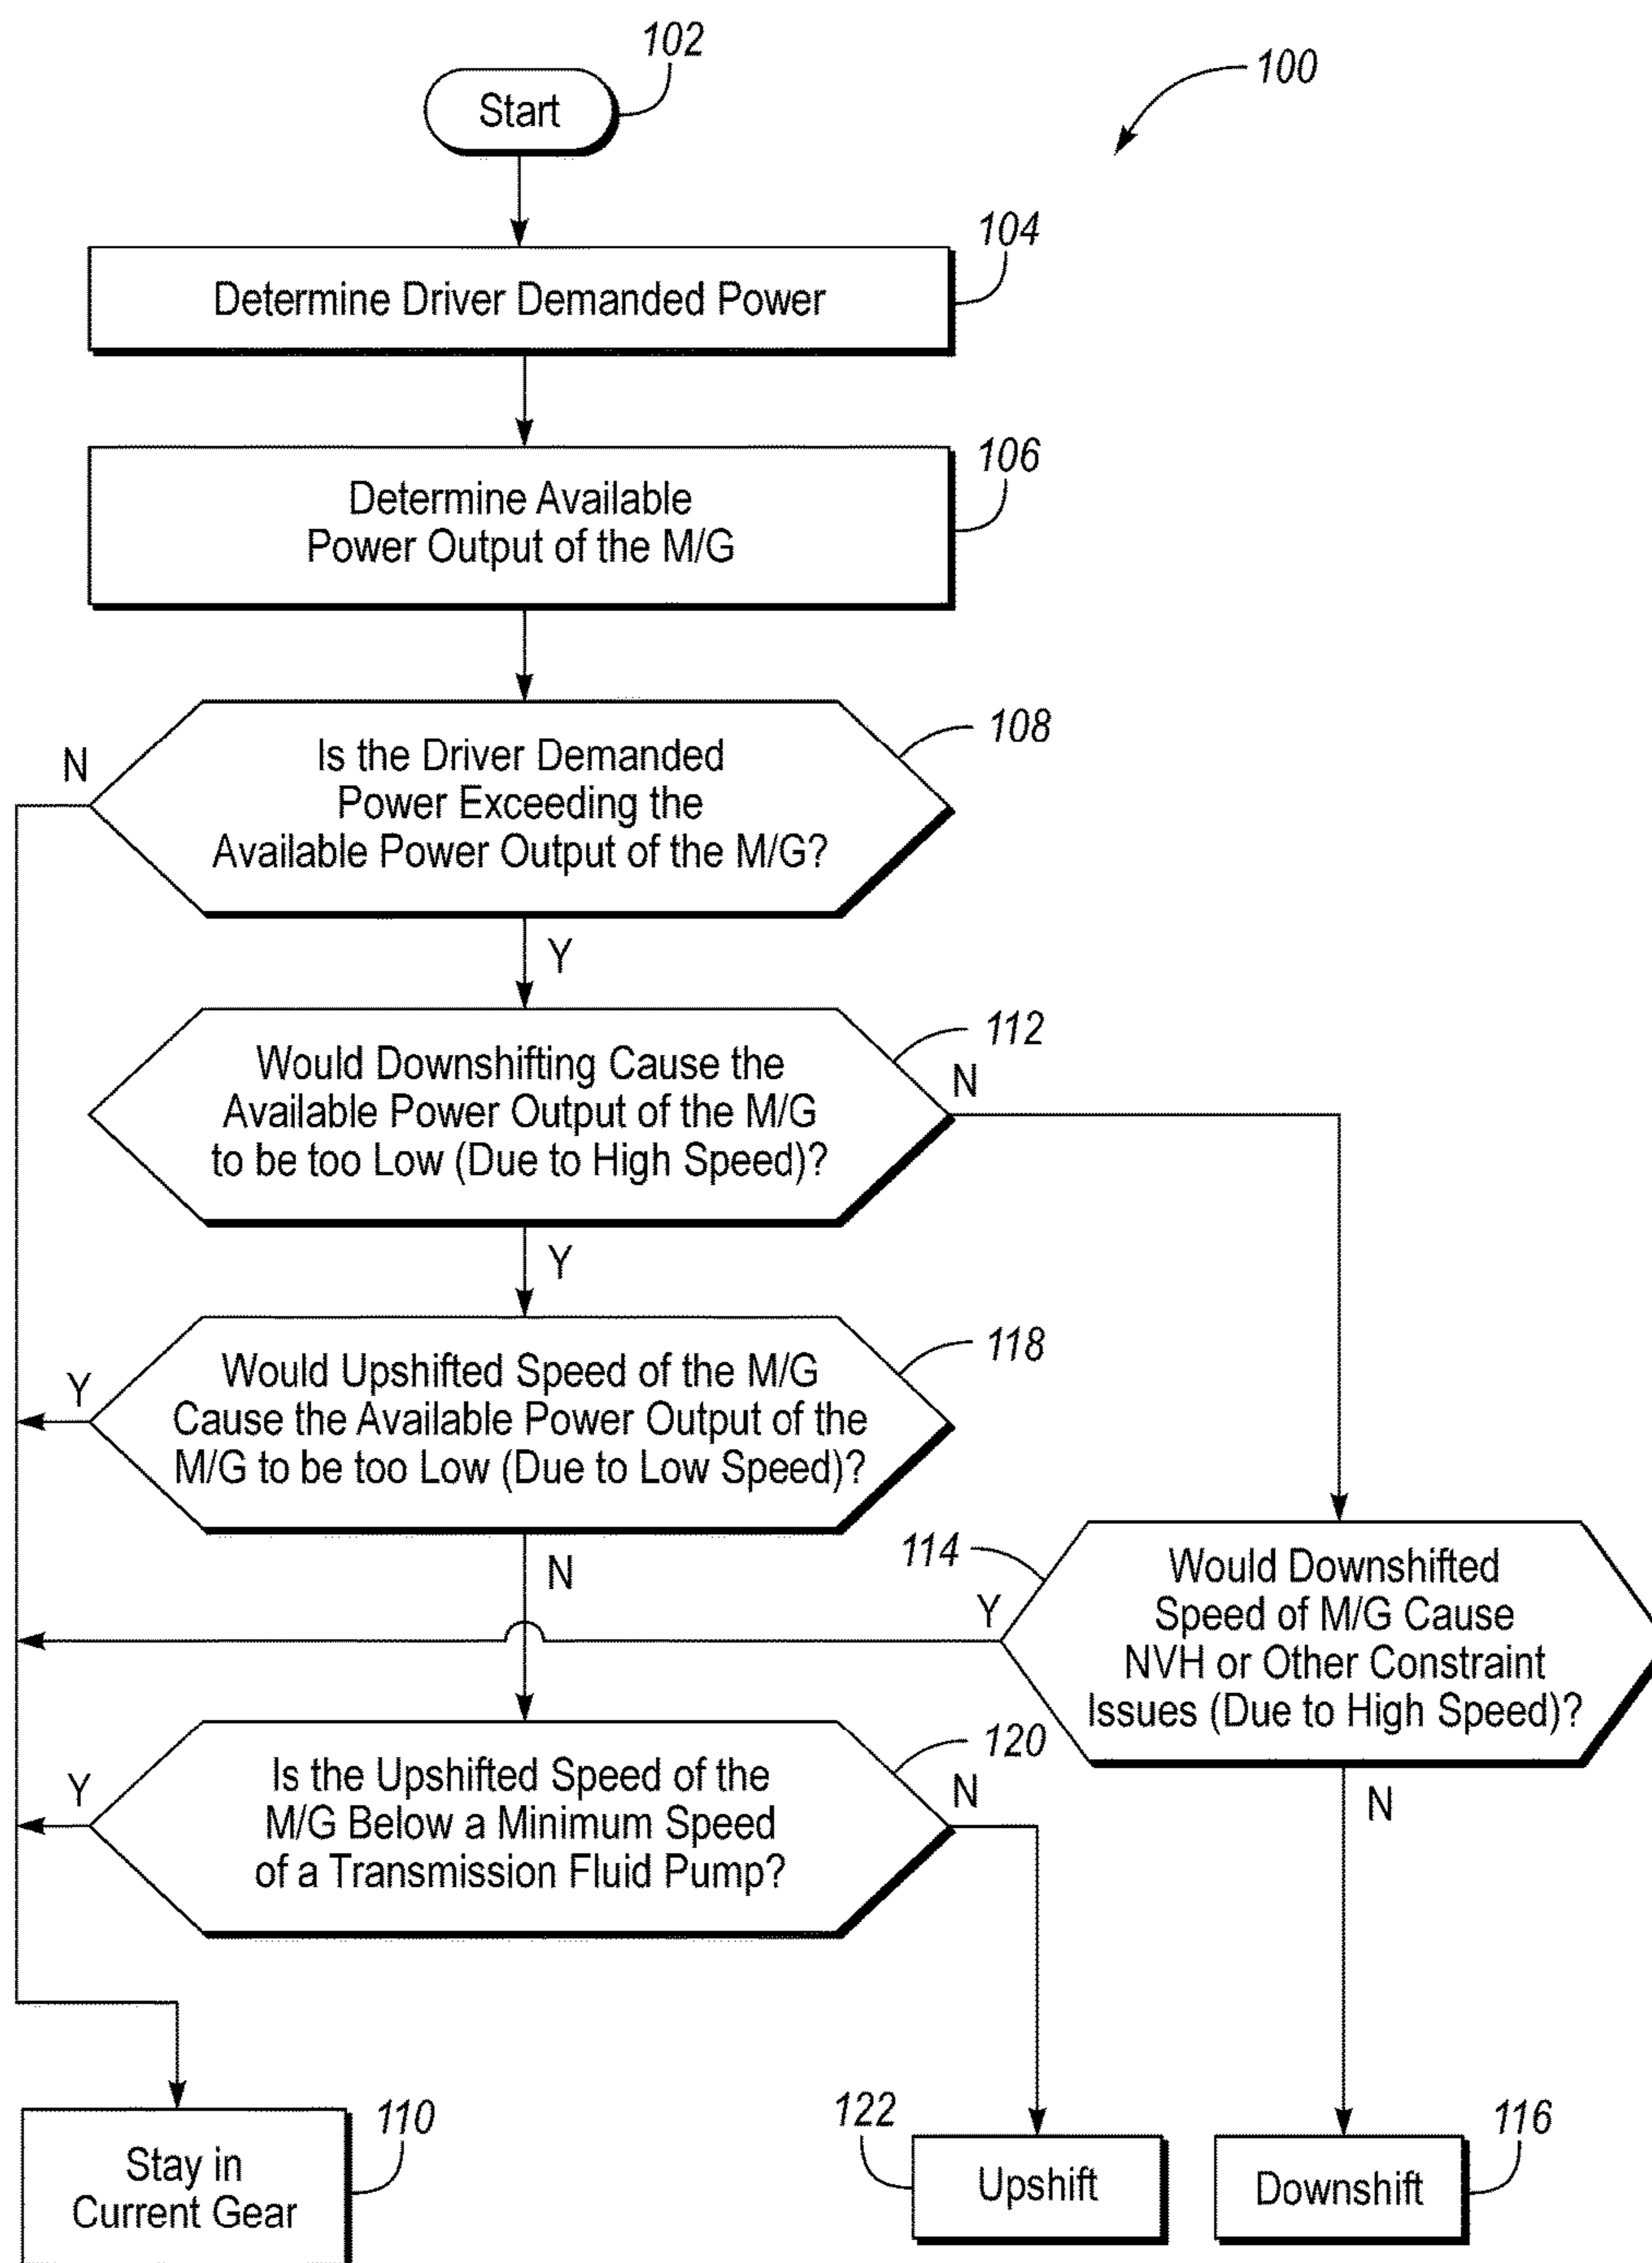 102
100
Start
104
Determine Driver Demanded Power
106
Determine Available
Power Output of the M/G
108
N
Is the Driver Demanded
Power Exceeding the
Available Power Output of the M/G?
Y
112
Would Downshifting Cause the
Available Power Output of the M/G
to be too Low (Due to High Speed)?
N
Y
118
Would Upshifted Speed of the M/G
Cause the Available Power Output of the
M/G to be too Low (Due to Low Speed)?
Y
N
114
Would Downshifted
Speed of M/G Cause
NVH or Other Constraint
Issues (Due to High Speed)?
Y
N
120
Is the Upshifted Speed of the
M/G Below a Minimum Speed
of a Transmission Fluid Pump?
Y
N
110
Stay in
Current Gear
122
Upshift
116
Downshift